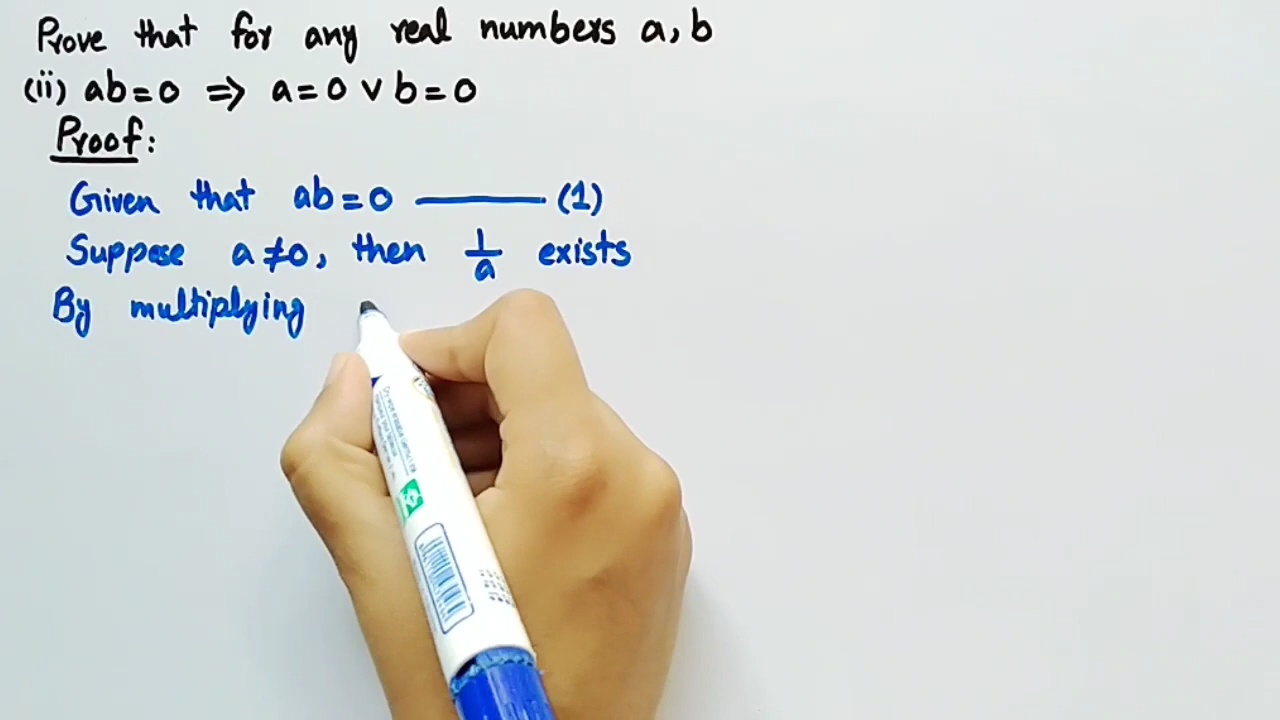 Prove that for any real numbers a, b
(ii) ab = 0 ⇒ a = 0 ∨ b = 0
Proof:
Given that ab = 0 ——— (1)
Suppose a ≠ 0, then 1/a exists
By multiplying